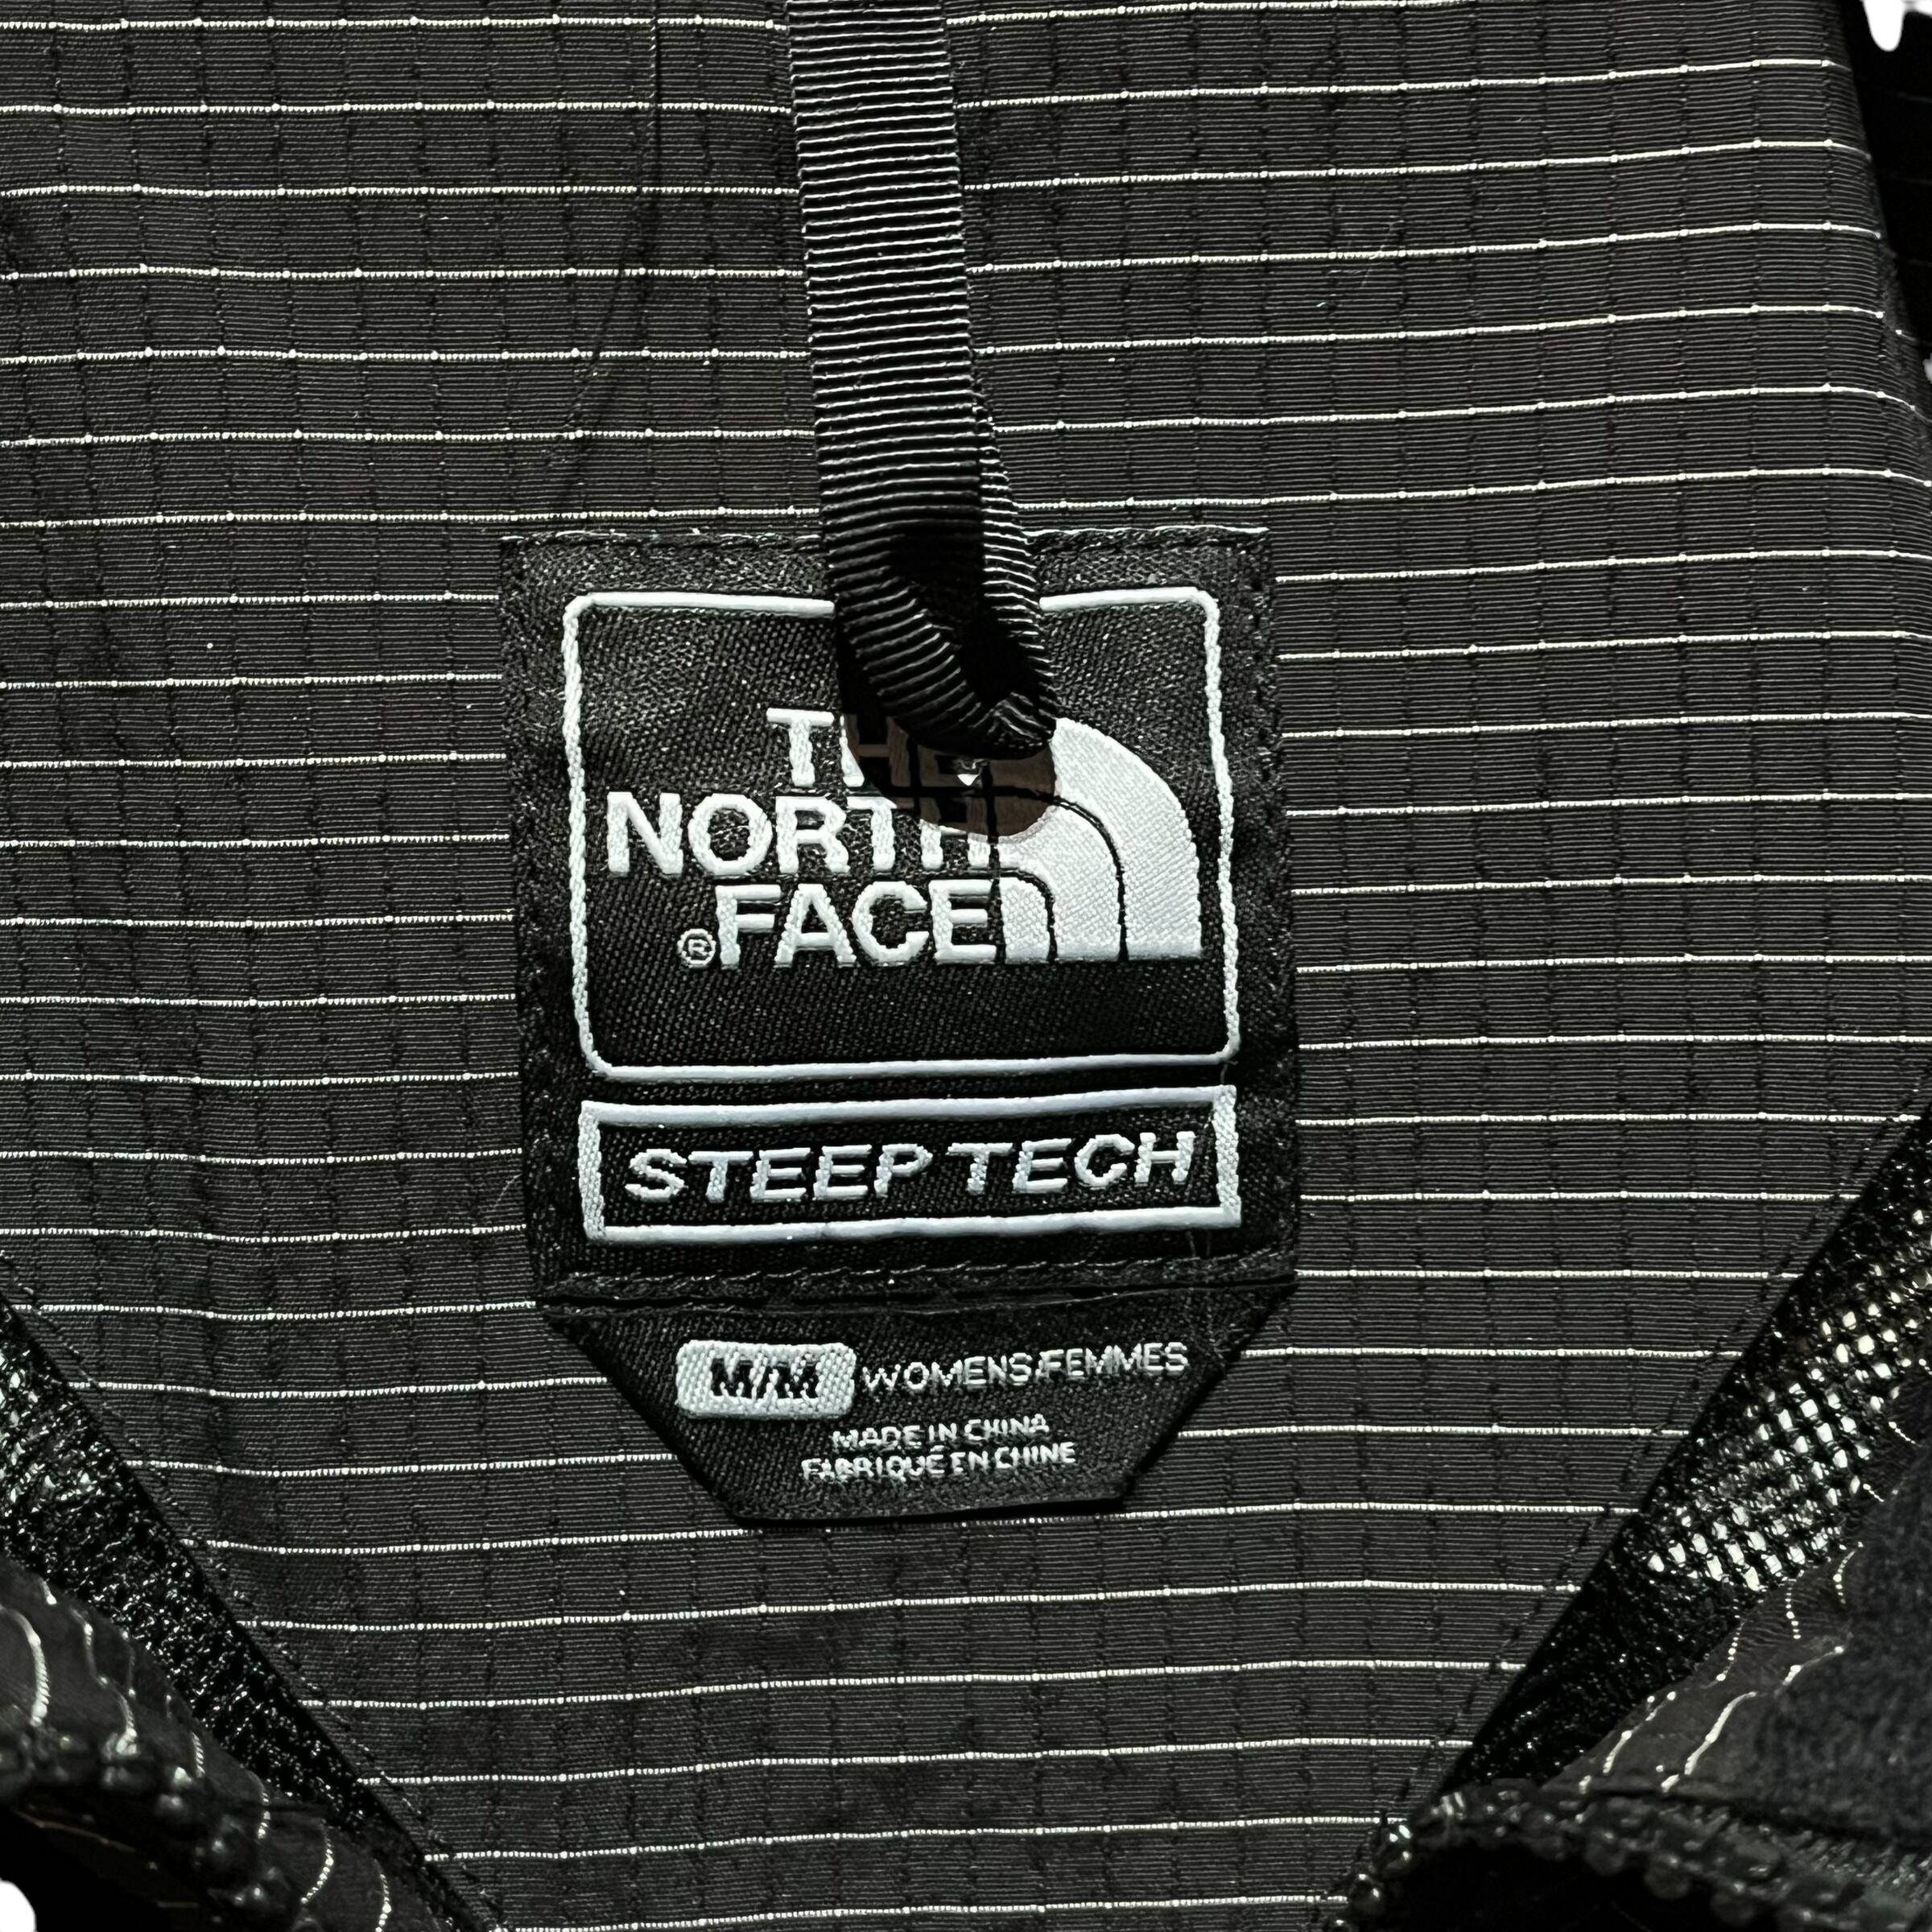 THE
NORTH
®FACE
STEEP TECH
M/M WOMENS/FEMMES
MADE IN CHINA
FABRIQUÉ EN CHINE